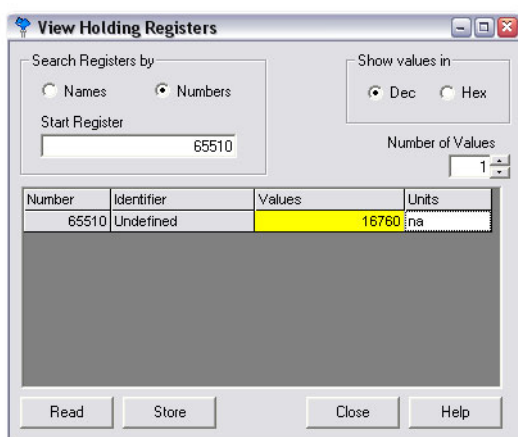 View Holding Registers
Search Registers by
Names Numbers
Start Register
65510
Show values in
Dec Hex
Number of Values
1
Number Identifier Values Units
65510 Undefined 16760 na
Read Store Close Help